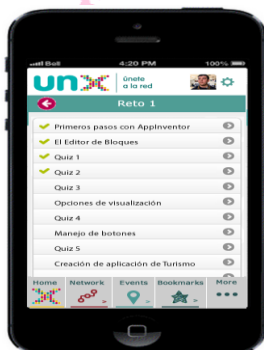 Bell 4:20 PM 100%
unx únete
a la red
Reto 1
Primeros pasos con AppInventor
El Editor de Bloques
Quiz 1
Quiz 2
Quiz 3
Opciones de visualización
Quiz 4
Manejo de botones
Quiz 5
Creación de aplicación de Turismo
Home Network Events Bookmarks More